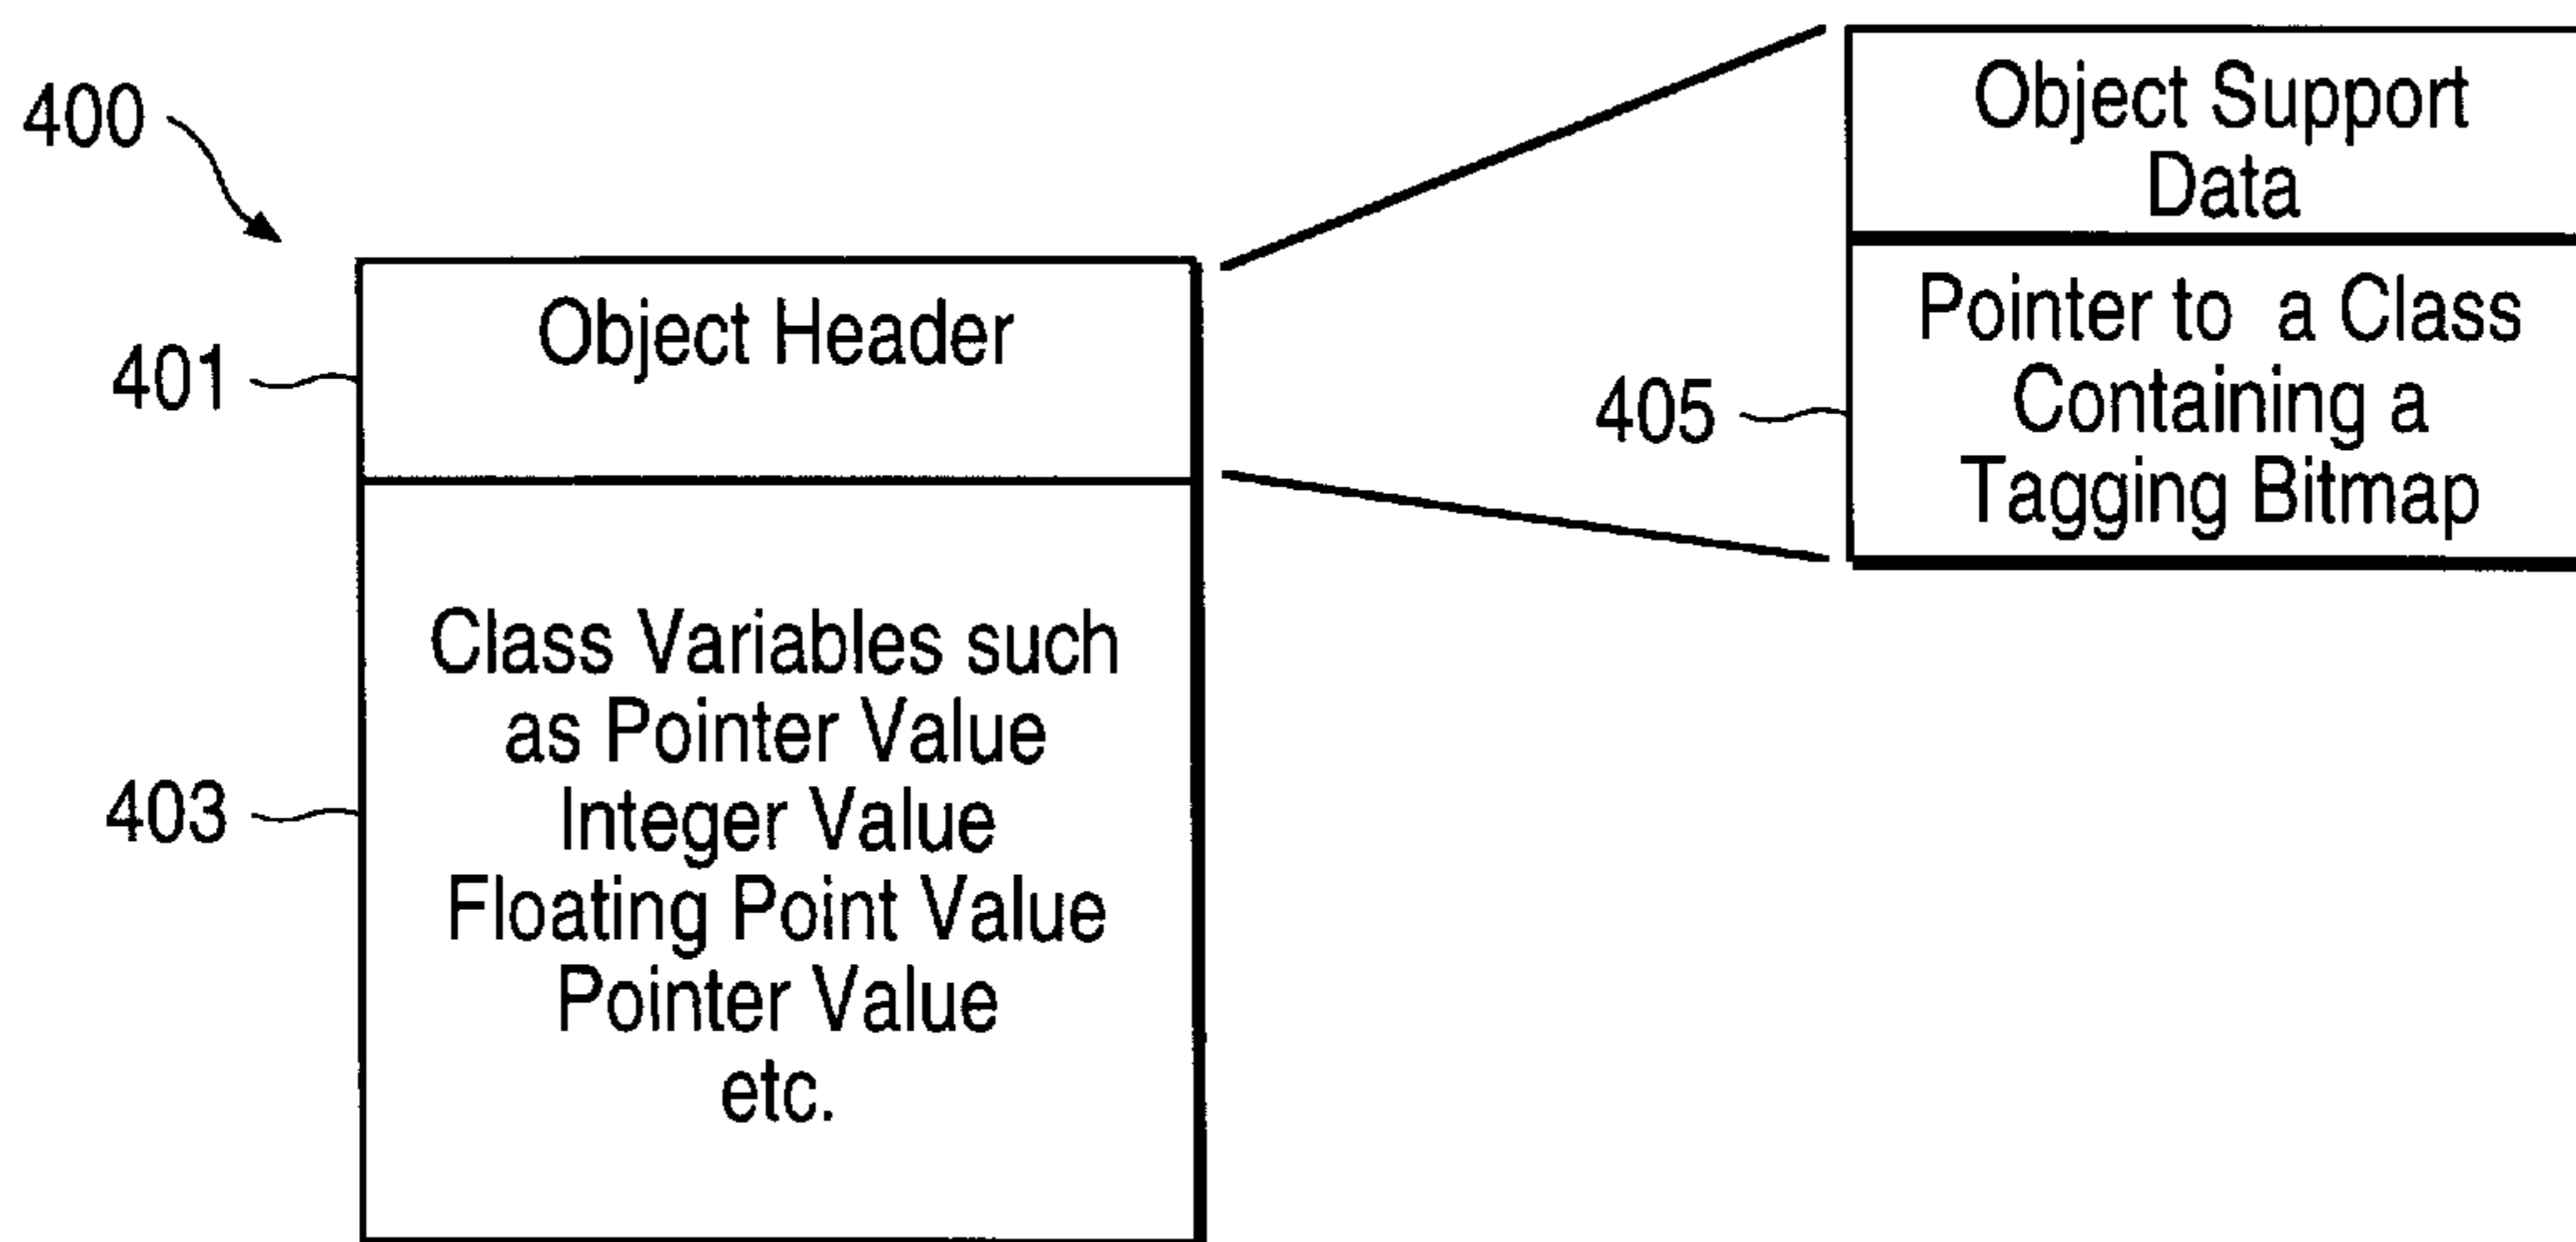 400
401
Object Header
403
Class Variables such
as Pointer Value
Integer Value
Floating Point Value
Pointer Value
etc.
Object Support
Data
405
Pointer to a Class
Containing a
Tagging Bitmap